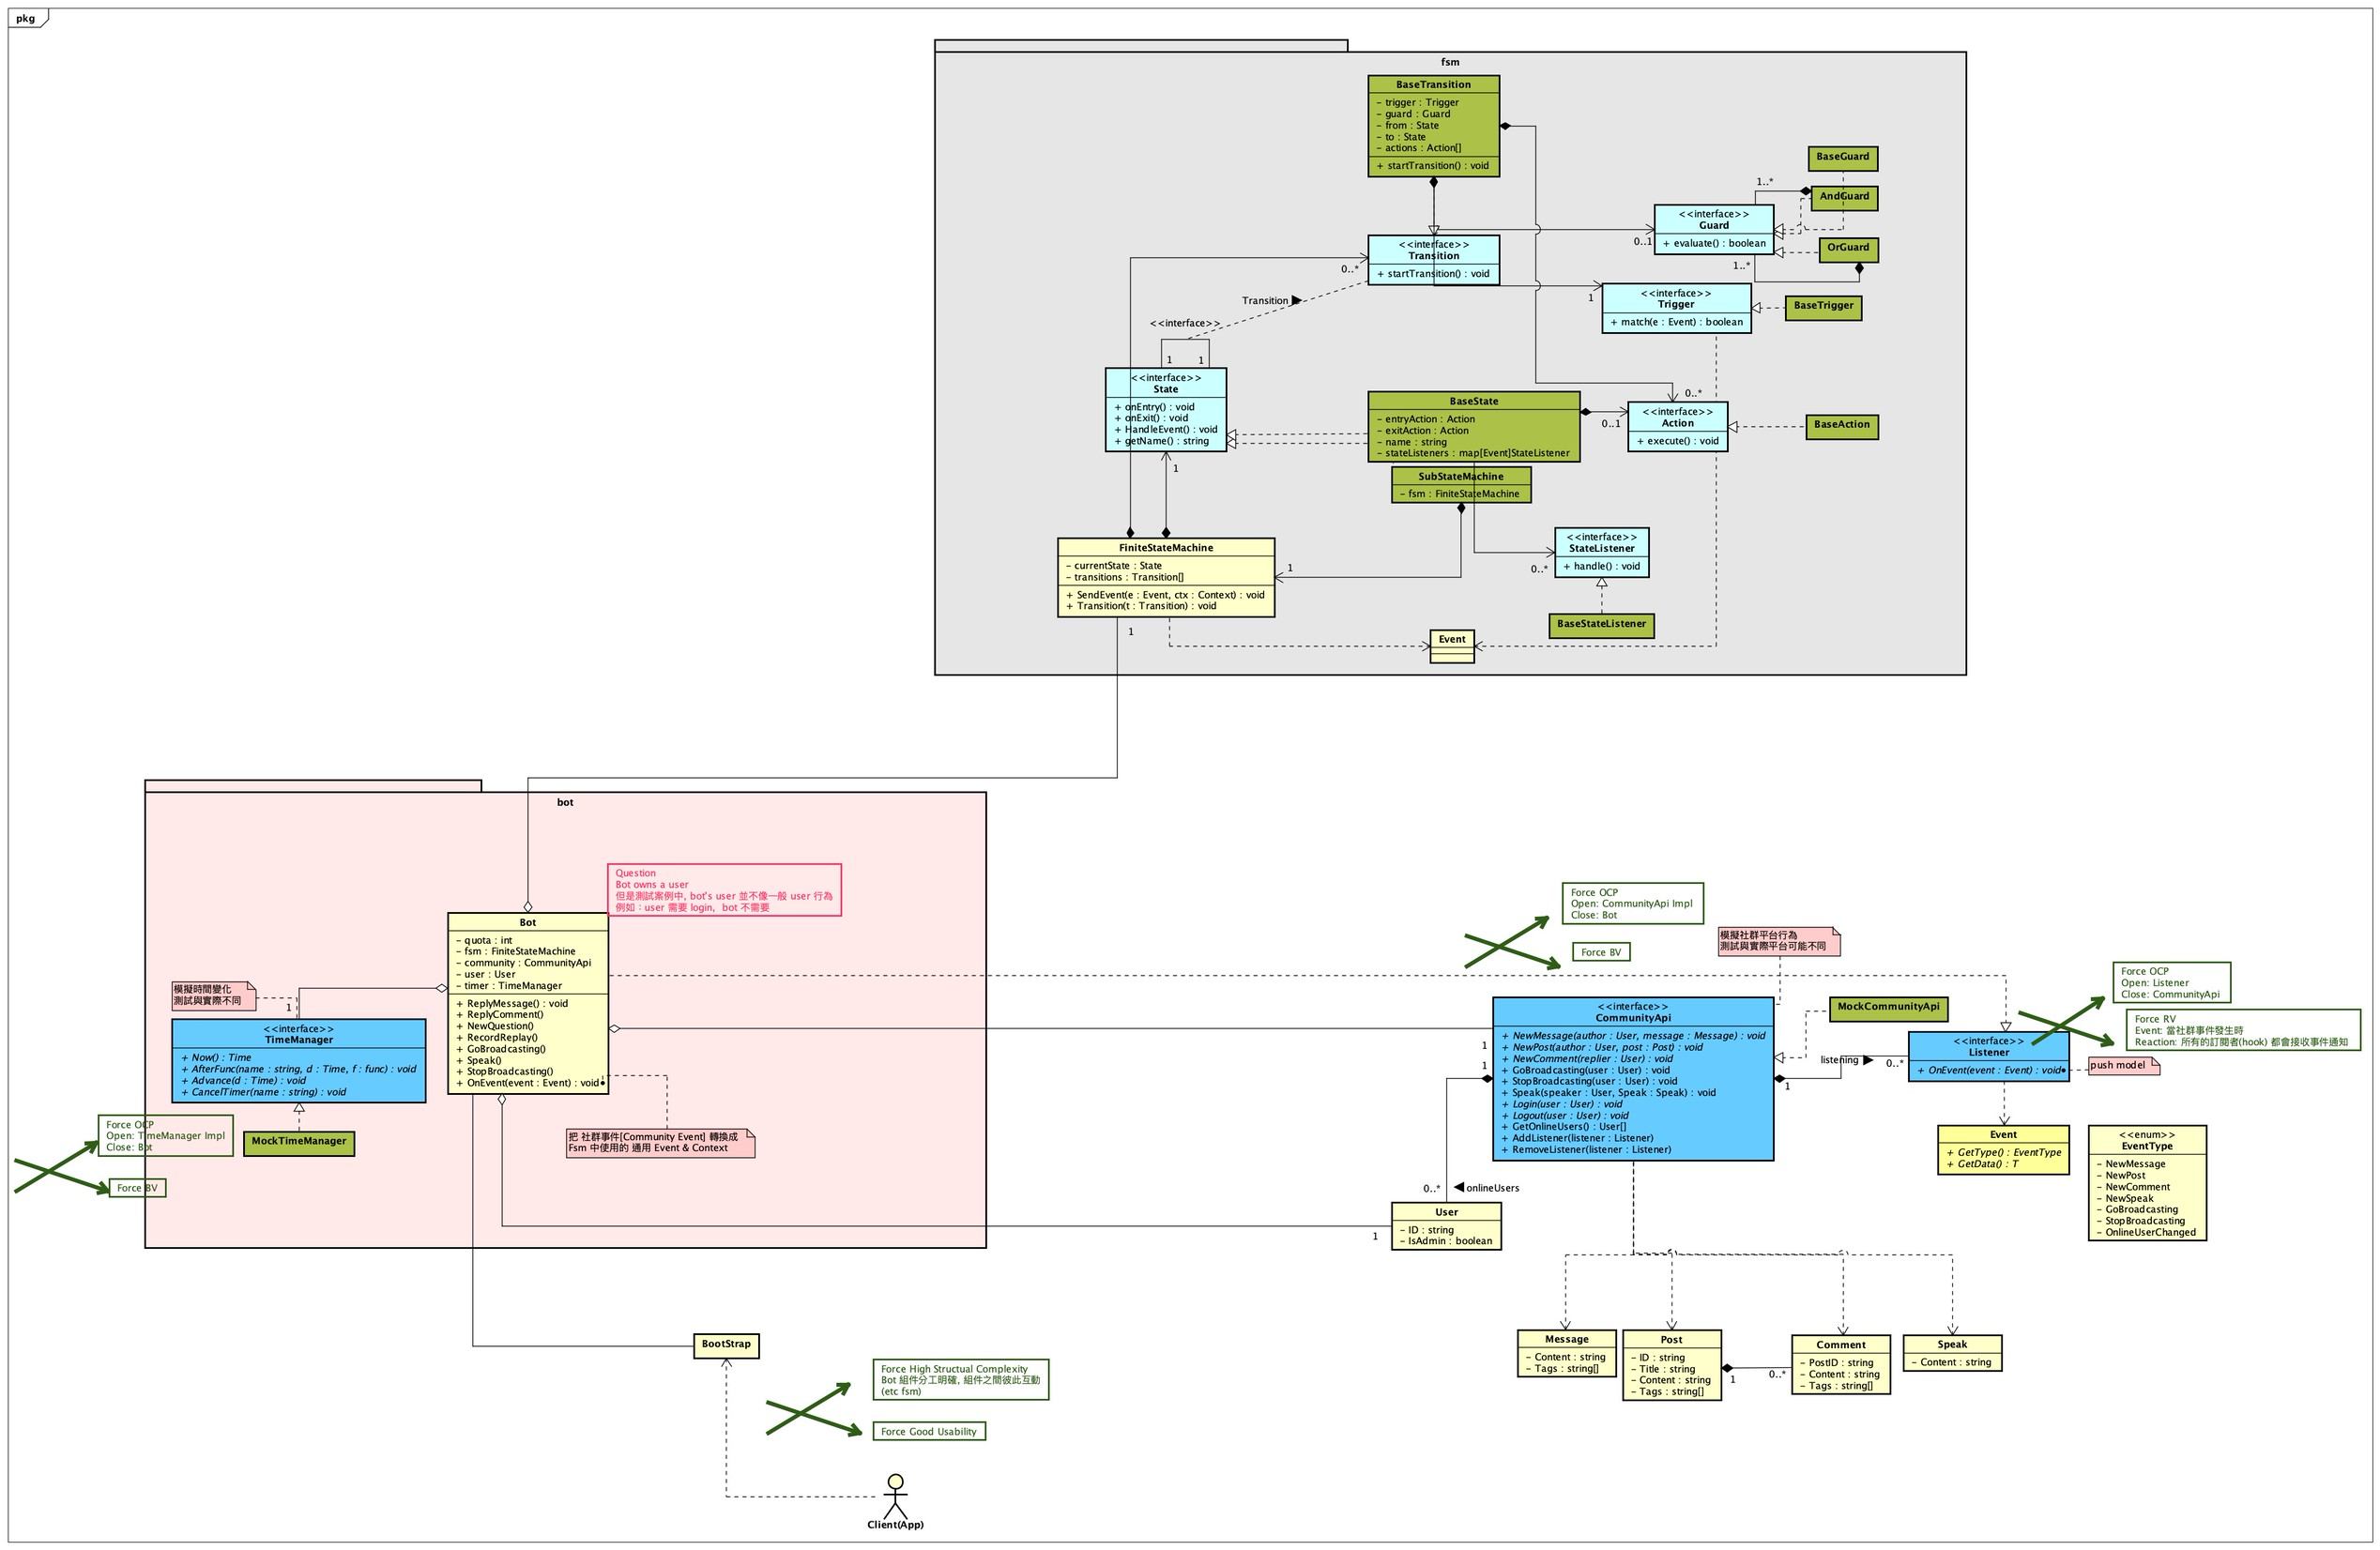 pkg
fsm
BaseTransition
- trigger : Trigger
- guard : Guard
- from : State
- to : State
- actions : Action[]
+ startTransition() : void
BaseGuard
AndGuard
1..*
<<interface>>
Guard
+ evaluate() : boolean
0..1
OrGuard
1..*
<<interface>>
Transition
+ startTransition() : void
0..*
Transition
<<interface>>
<<interface>>
Trigger
+ match(e : Event) : boolean
1
BaseTrigger
1
1
<<interface>>
State
+ onEntry() : void
+ onExit() : void
+ HandleEvent() : void
+ getName() : string
1
BaseState
- entryAction : Action
- exitAction : Action
- name : string
- stateListeners : map[Event]StateListener
0..1
0..*
<<interface>>
Action
+ execute() : void
BaseAction
SubStateMachine
- fsm : FiniteStateMachine
<<interface>>
StateListener
+ handle() : void
0..*
BaseStateListener
FiniteStateMachine
- currentState : State
- transitions : Transition[]
+ SendEvent(e : Event, ctx : Context) : void
+ Transition(t : Transition) : void
1
1
Event
bot
Question
Bot owns a user
但是測試案例中, bot's user 並不像一般 user 行為
例如：user 需要 login, bot 不需要
Bot
- quota : int
- fsm : FiniteStateMachine
- community : CommunityApi
- user : User
- timer : TimeManager
+ ReplyMessage() : void
+ ReplyComment()
+ NewQuestion()
+ RecordReplay()
+ GoBroadcasting()
+ Speak()
+ StopBroadcasting()
+ OnEvent(event : Event) : void
模擬時間變化
測試與實際不同
1
<<interface>>
TimeManager
+ Now() : Time
+ AfterFunc(name : string, d : Time, f : func) : void
+ Advance(d : Time) : void
+ CancelTimer(name : string) : void
MockTimeManager
Force OCP
Open: TimeManager Impl
Close: Bot
Force BV
把 社群事件[Community Event] 轉換成
Fsm 中使用的 通用 Event & Context
Force OCP
Open: CommunityApi Impl
Close: Bot
Force BV
模擬社群平台行為
測試與實際平台可能不同
<<interface>>
CommunityApi
+ NewMessage(author : User, message : Message) : void
+ NewPost(author : User, post : Post) : void
+ NewComment(replier : User) : void
+ GoBroadcasting(user : User) : void
+ StopBroadcasting(user : User) : void
+ Speak(speaker : User, Speak : Speak) : void
+ Login(user : User) : void
+ Logout(user : User) : void
+ GetOnlineUsers() : User[]
+ AddListener(listener : Listener)
+ RemoveListener(listener : Listener)
1
1
1
MockCommunityApi
listening
0..*
Force OCP
Open: Listener
Close: CommunityApi
Force RV
Event: 當社群事件發生時
Reaction: 所有的訂閱者(hook) 都會接收事件通知
<<interface>>
Listener
+ OnEvent(event : Event) : void
push model
Event
+ GetType() : EventType
+ GetData() : T
<<enum>>
EventType
- NewMessage
- NewPost
- NewComment
- NewSpeak
- GoBroadcasting
- StopBroadcasting
- OnlineUserChanged
0..*
onlineUsers
User
- ID : string
- IsAdmin : boolean
1
Message
- Content : string
- Tags : string[]
Post
- ID : string
- Title : string
- Content : string
- Tags : string[]
1
0..*
Comment
- PostID : string
- Content : string
- Tags : string[]
Speak
- Content : string
BootStrap
Force High Structual Complexity
Bot 組件分工明確, 組件之間彼此互動
(etc fsm)
Force Good Usability
Client(App)